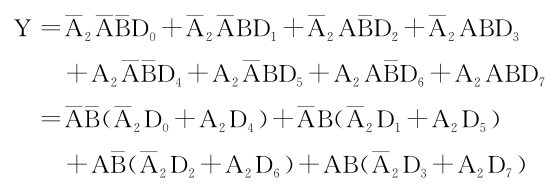 Y = A̅₂A̅B̅D₀ + A̅₂A̅BD₁ + A̅₂AB̅D₂ + A̅₂ABD₃
+ A₂A̅B̅D₄ + A₂A̅BD₅ + A₂AB̅D₆ + A₂ABD₇
= A̅B̅(A̅₂D₀ + A₂D₄) + A̅B(A̅₂D₁ + A₂D₅)
+ AB̅(A̅₂D₂ + A₂D₆) + AB(A̅₂D₃ + A₂D₇)